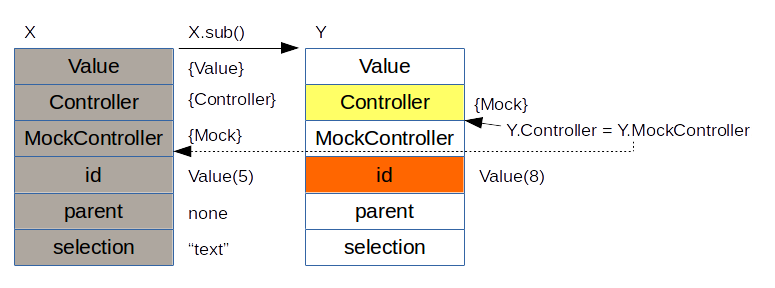 X X.sub() Y
Value {Value} Value
Controller {Controller} Controller {Mock}
MockController {Mock} MockController Y.Controller = Y.MockController
id Value(5) id Value(8)
parent none parent
selection “text” selection